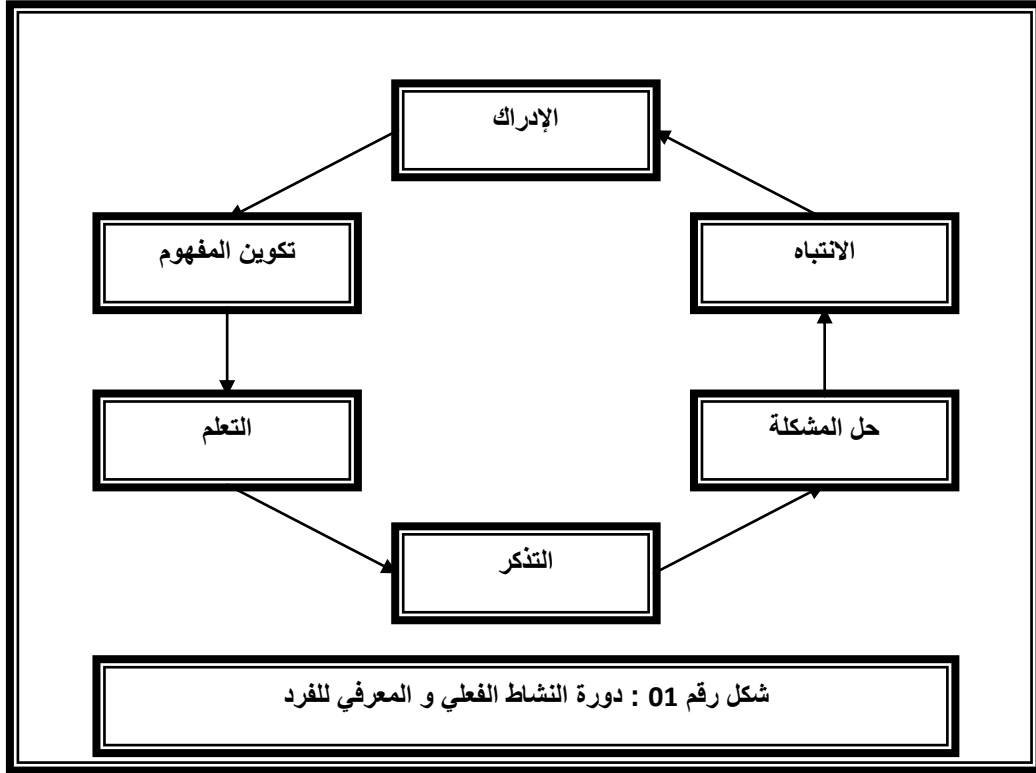 الإدراك
الانتباه
تكوين المفهوم
حل المشكلة
التعلم
التذكر
شكل رقم 01 : دورة النشاط الفعلي و المعرفي للفرد